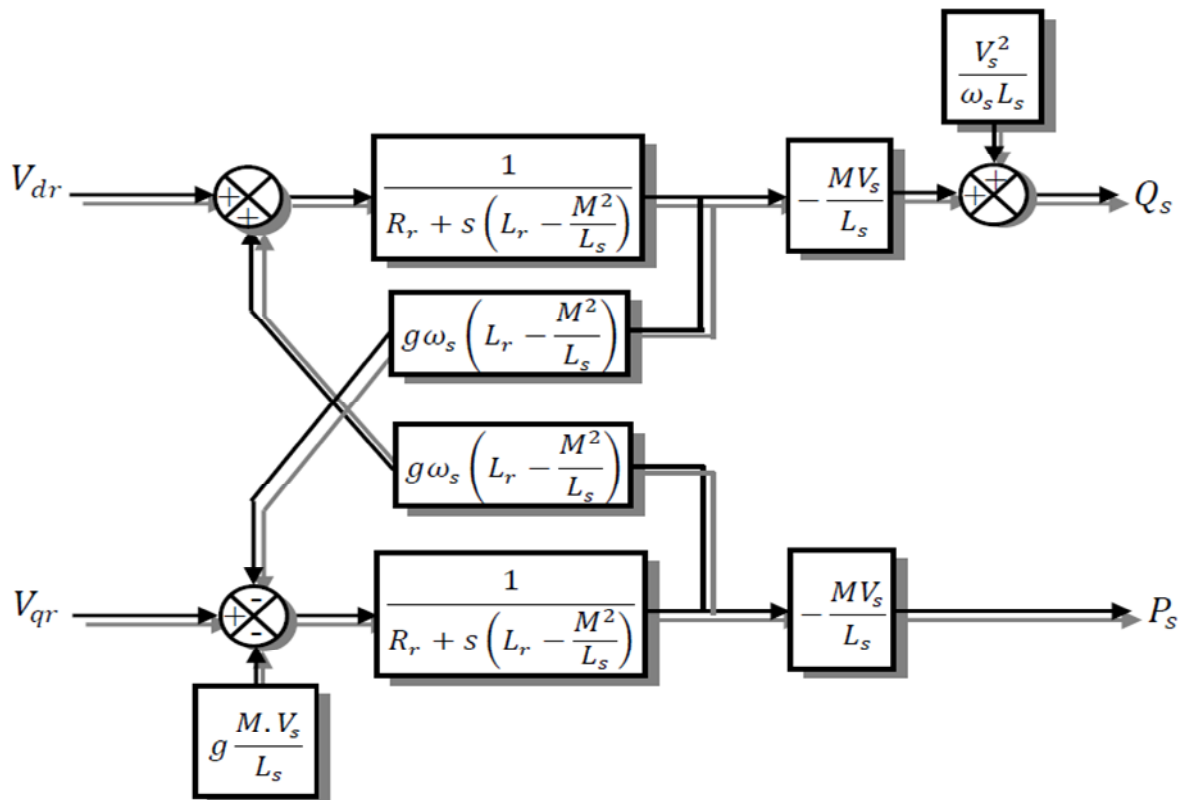 V_s^2 / ω_s L_s
V_dr
+
+
1 / (R_r + s(L_r − M^2/L_s))
− MV_s / L_s
+
+
Q_s
gω_s(L_r − M^2/L_s)
gω_s(L_r − M^2/L_s)
V_qr
+
-
-
1 / (R_r + s(L_r − M^2/L_s))
− MV_s / L_s
P_s
g M.V_s / L_s